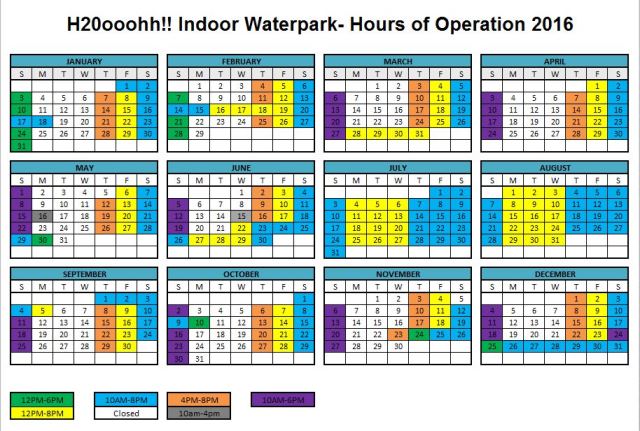 H20ooohh!! Indoor Waterpark- Hours of Operation 2016
JANUARY
S M T W T F S
1 2
3 4 5 6 7 8 9
10 11 12 13 14 15 16
17 18 19 20 21 22 23
24 25 26 27 28 29 30
31
FEBRUARY
S M T W T F S
1 2 3 4 5 6
7 8 9 10 11 12 13
14 15 16 17 18 19 20
21 22 23 24 25 26 27
28 29
MARCH
S M T W T F S
1 2 3 4 5
6 7 8 9 10 11 12
13 14 15 16 17 18 19
20 21 22 23 24 25 26
27 28 29 30 31
APRIL
S M T W T F S
1 2
3 4 5 6 7 8 9
10 11 12 13 14 15 16
17 18 19 20 21 22 23
24 25 26 27 28 29 30
MAY
S M T W T F S
1 2 3 4 5 6 7
8 9 10 11 12 13 14
15 16 17 18 19 20 21
22 23 24 25 26 27 28
29 30 31
JUNE
S M T W T F S
1 2 3 4
5 6 7 8 9 10 11
12 13 14 15 16 17 18
19 20 21 22 23 24 25
26 27 28 29 30
JULY
S M T W T F S
1 2
3 4 5 6 7 8 9
10 11 12 13 14 15 16
17 18 19 20 21 22 23
24 25 26 27 28 29 30
31
AUGUST
S M T W T F S
1 2 3 4 5 6
7 8 9 10 11 12 13
14 15 16 17 18 19 20
21 22 23 24 25 26 27
28 29 30 31
SEPTEMBER
S M T W T F S
1 2 3
4 5 6 7 8 9 10
11 12 13 14 15 16 17
18 19 20 21 22 23 24
25 26 27 28 29 30
OCTOBER
S M T W T F S
1
2 3 4 5 6 7 8
9 10 11 12 13 14 15
16 17 18 19 20 21 22
23 24 25 26 27 28 29
30 31
NOVEMBER
S M T W T F S
1 2 3 4 5
6 7 8 9 10 11 12
13 14 15 16 17 18 19
20 21 22 23 24 25 26
27 28 29 30
DECEMBER
S M T W T F S
1 2 3
4 5 6 7 8 9 10
11 12 13 14 15 16 17
18 19 20 21 22 23 24
25 26 27 28 29 30 31
12PM-6PM 10AM-8PM 4PM-8PM 10AM-6PM
12PM-8PM Closed 10am-4pm